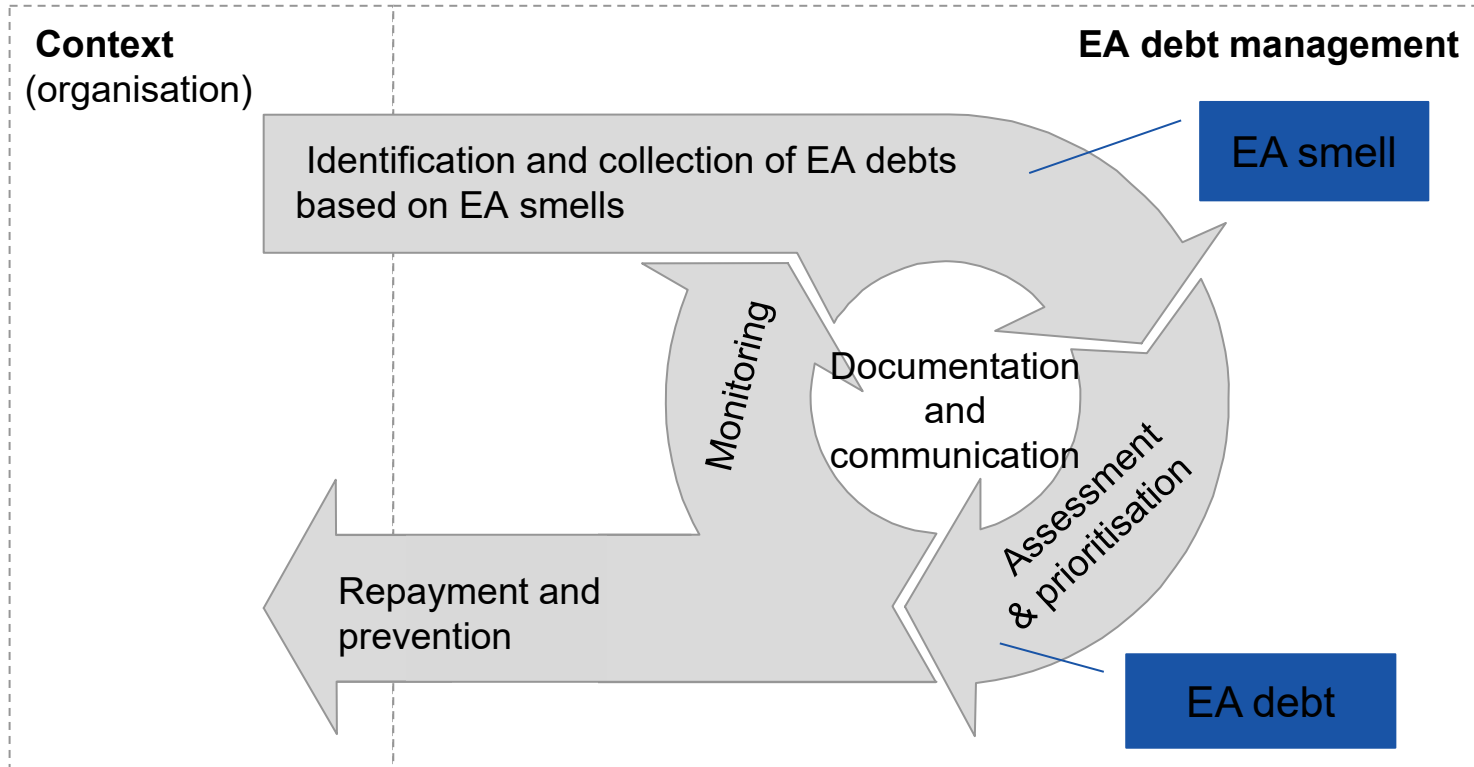 Context
(organisation)
EA debt management
EA smell
Identification and collection of EA debts
based on EA smells
Monitoring
Documentation
and
communication
Assessment
& prioritisation
Repayment and
prevention
EA debt